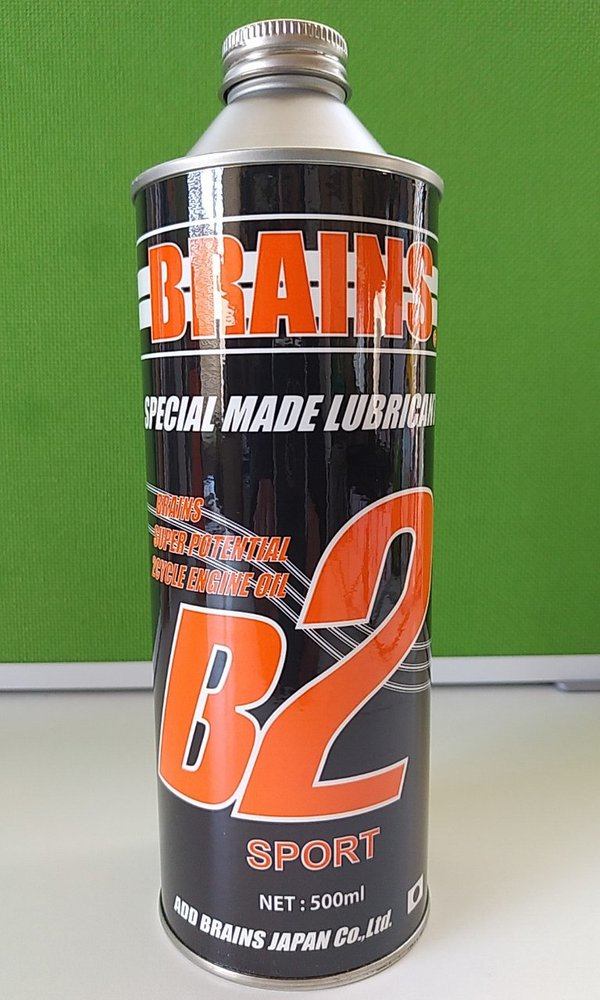 BRAINS
SPECIAL MADE LUBRICANT
BRAINS
SUPER POTENTIAL
2CYCLE ENGINE OIL
B2
SPORT
NET : 500ml
ADD BRAINS JAPAN Co.,Ltd.